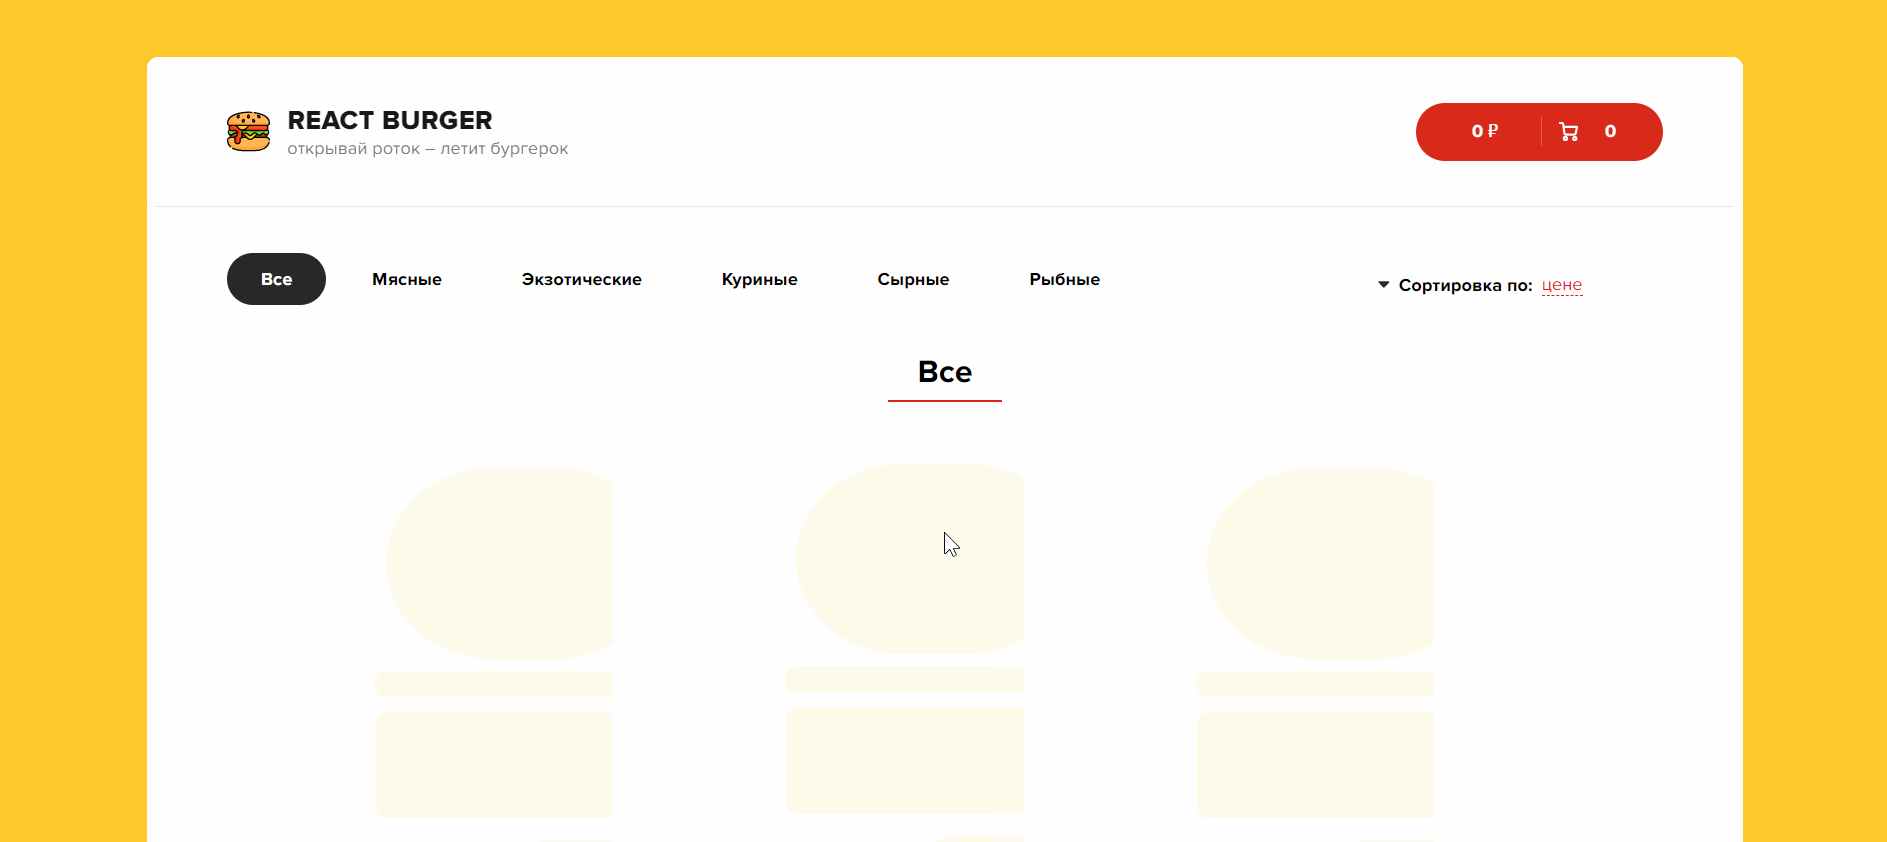 REACT BURGER
открывай роток – летит бургерок
0 ₽ 0
Все Мясные Экзотические Куриные Сырные Рыбные
Сортировка по: цене
Все